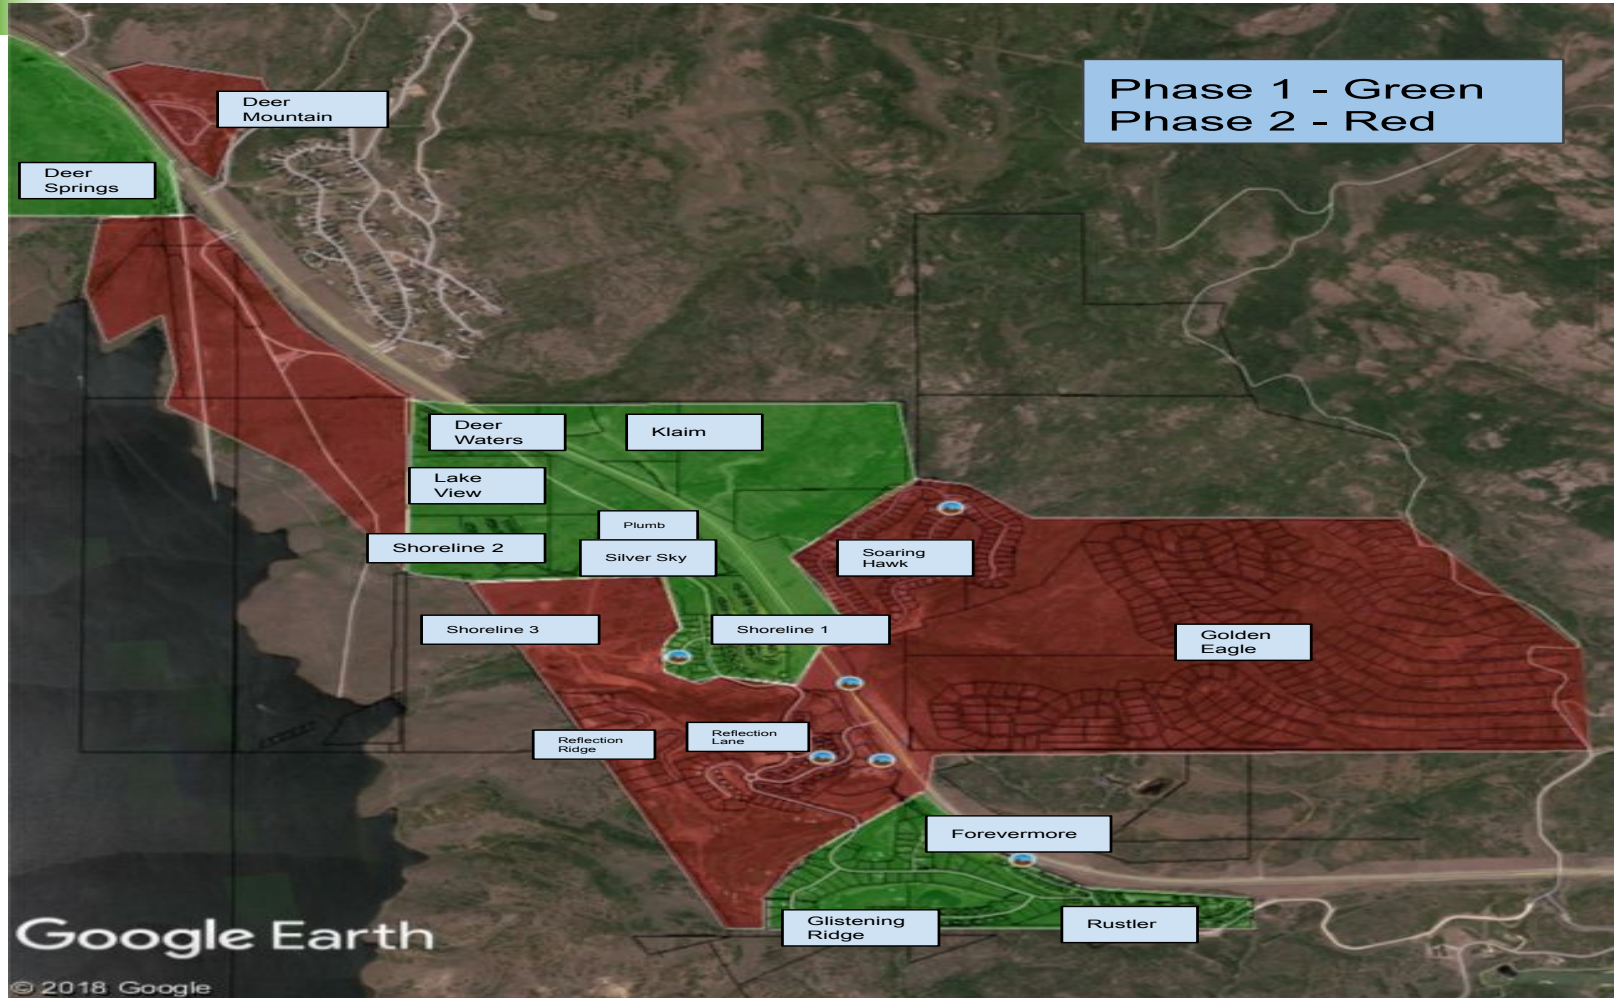 Phase 1 - Green
Phase 2 - Red
Deer
Mountain
Deer
Springs
Deer
Waters
Klaim
Lake
View
Plumb
Shoreline 2
Silver Sky
Soaring
Hawk
Shoreline 3
Shoreline 1
Golden
Eagle
Reflection
Ridge
Reflection
Lane
Forevermore
Glistening
Ridge
Rustler
Google Earth
© 2018 Google